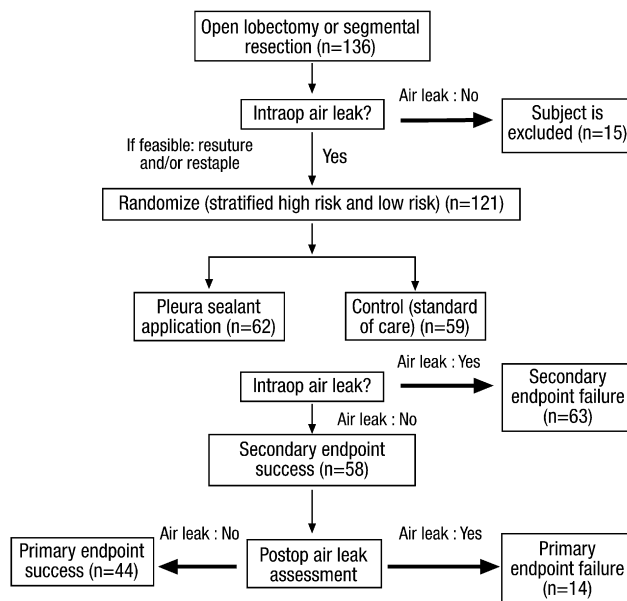 Open lobectomy or segmental
resection (n=136)
Intraop air leak?
Air leak : No
Subject is
excluded (n=15)
If feasible: resuture
and/or restaple
Yes
Randomize (stratified high risk and low risk) (n=121)
Pleura sealant
application (n=62)
Control (standard
of care) (n=59)
Intraop air leak?
Air leak : Yes
Secondary
endpoint failure
(n=63)
Air leak : No
Secondary endpoint
success (n=58)
Postop air leak
assessment
Air leak : No
Primary endpoint
success (n=44)
Air leak : Yes
Primary
endpoint failure
(n=14)